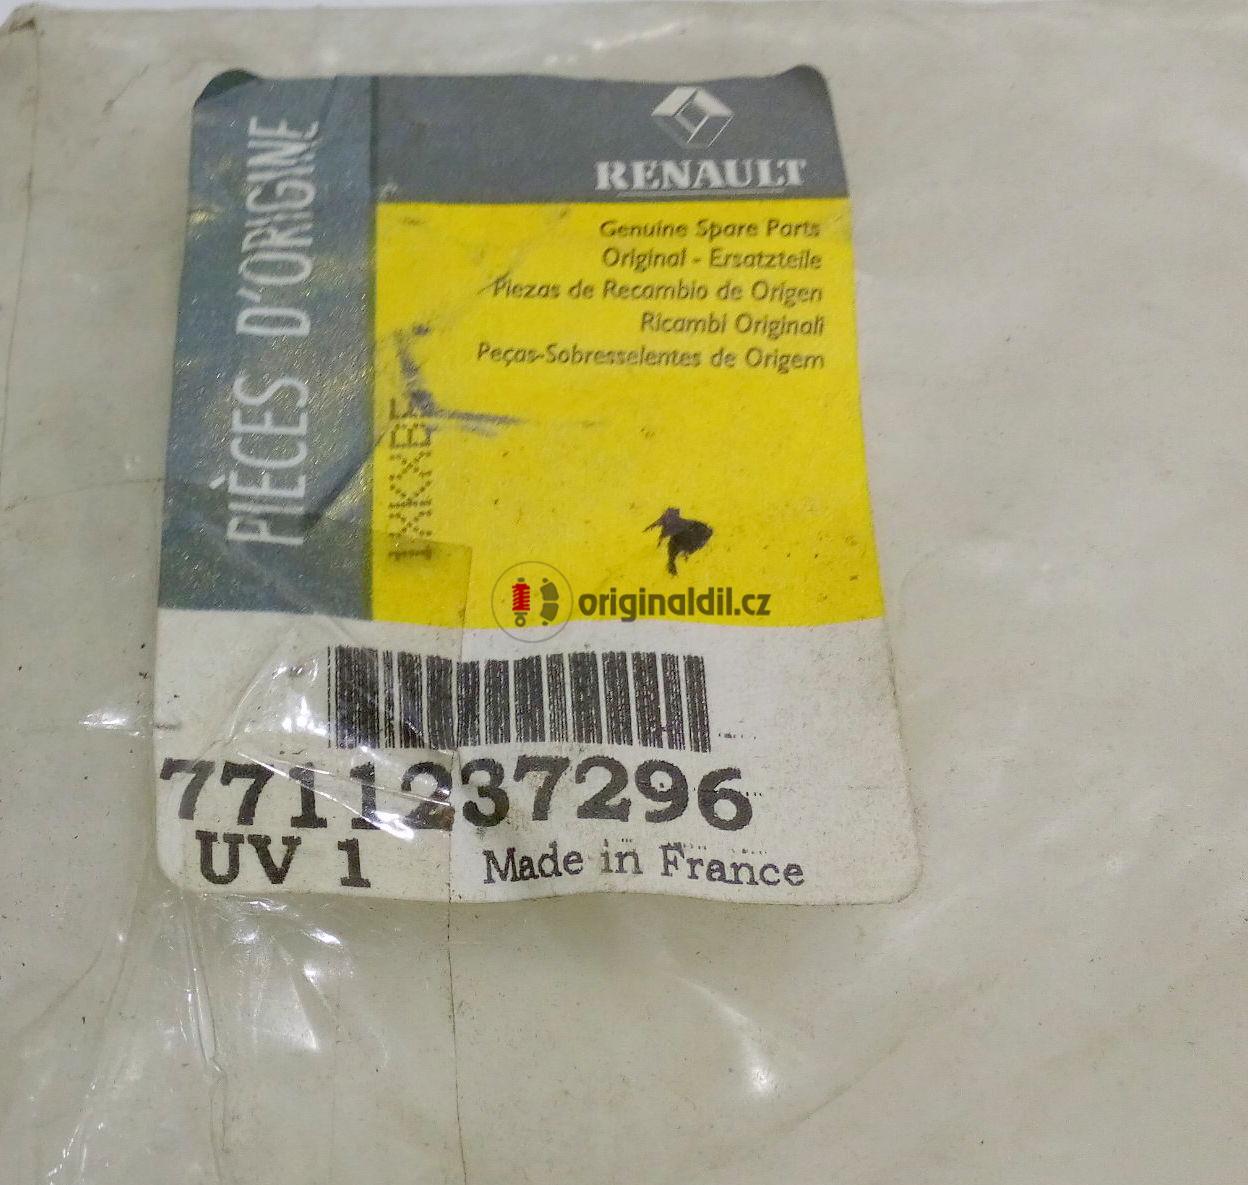 PIÈCES D'ORIGINE
RENAULT
Genuine Spare Parts
Original - Ersatzteile
Piezas de Recambio de Origen
Ricambi Originali
Peças-Sobresselentes de Origem
originaldil.cz
7711237296
UV 1 Made in France